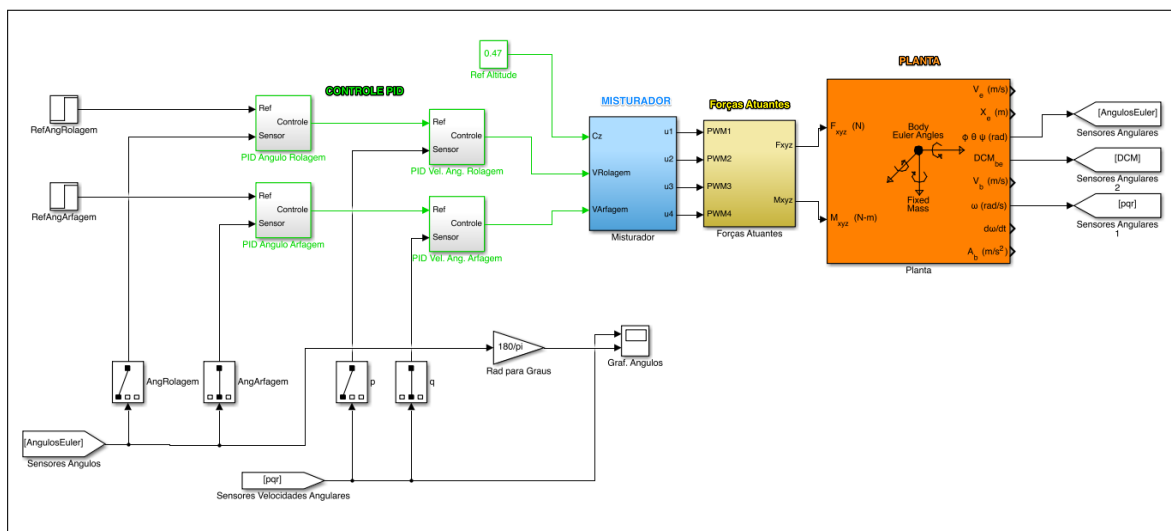 RefAngRolagem
RefAngArfagem
CONTROLE PID
Ref
Sensor
Controle
PID Angulo Rolagem
Ref
Sensor
Controle
PID Vel. Ang. Rolagem
Ref
Sensor
Controle
PID Angulo Arfagem
Ref
Sensor
Controle
PID Vel. Ang. Arfagem
0.47
Ref Altitude
MISTURADOR
Cz
VRolagem
VArfagem
u1
u2
u3
u4
Misturador
Forças Atuantes
PWM1
PWM2
PWM3
PWM4
Fxyz
Mxyz
Forças Atuantes
PLANTA
Fxyz (N)
Mxyz (N-m)
Body
Euler Angles
Fixed
Mass
Ve (m/s)
Xe (m)
φ θ ψ (rad)
DCMbe
Vb (m/s)
ω (rad/s)
dω/dt
Ab (m/s²)
Planta
[AngulosEuler]
Sensores Angulares
[DCM]
Sensores Angulares
2
[pqr]
Sensores Angulares
1
180/pi
Rad para Graus
Graf. Angulos
AngRolagem
AngArfagem
p
q
[AngulosEuler]
Sensores Angulos
[pqr]
Sensores Velocidades Angulares